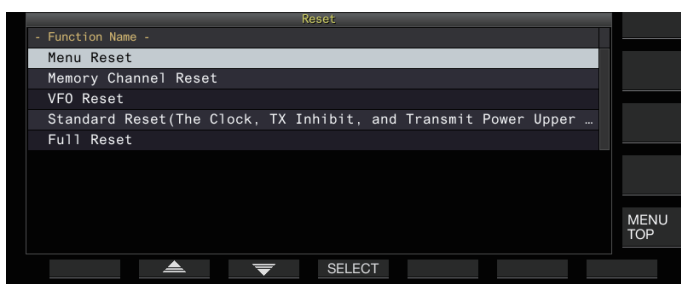 Reset
- Function Name -
Menu Reset
Memory Channel Reset
VFO Reset
Standard Reset(The Clock, TX Inhibit, and Transmit Power Upper …
Full Reset
MENU
TOP
SELECT